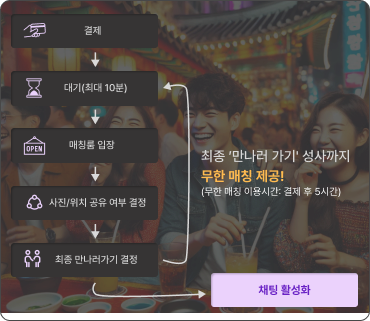 결제
대기(최대 10분)
OPEN
매칭룸 입장
사진/위치 공유 여부 결정
최종 만나러가기 결정
최종 '만나러 가기' 성사까지
무한 매칭 제공!
(무한 매칭 이용시간: 결제 후 5시간)
채팅 활성화